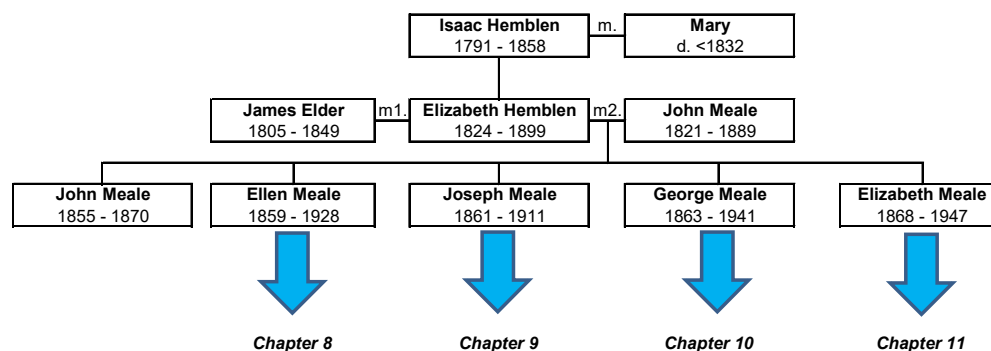 Isaac Hemblen
1791 - 1858
m.
Mary
d. <1832
James Elder
1805 - 1849
m1.
Elizabeth Hemblen
1824 - 1899
m2.
John Meale
1821 - 1889
John Meale
1855 - 1870
Ellen Meale
1859 - 1928
Joseph Meale
1861 - 1911
George Meale
1863 - 1941
Elizabeth Meale
1868 - 1947
Chapter 8
Chapter 9
Chapter 10
Chapter 11